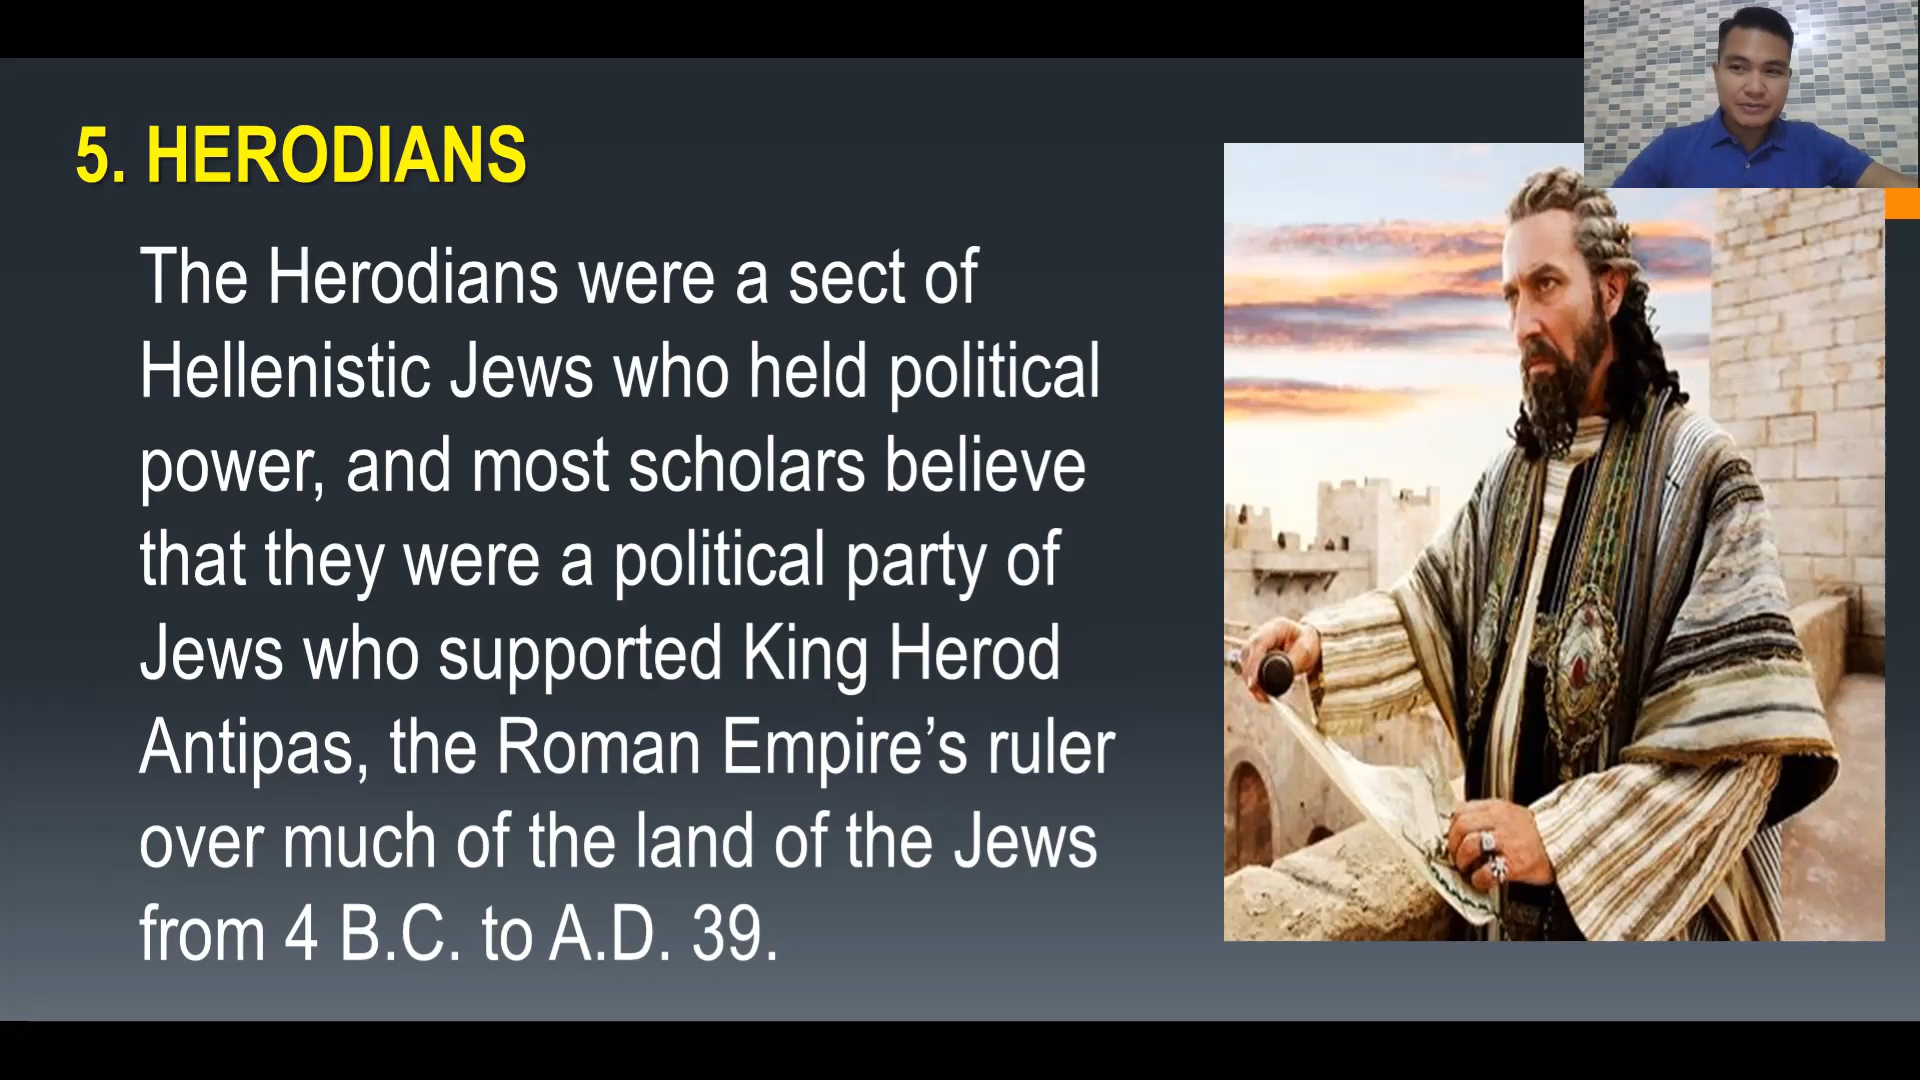 5. HERODIANS
The Herodians were a sect of
Hellenistic Jews who held political
power, and most scholars believe
that they were a political party of
Jews who supported King Herod
Antipas, the Roman Empire’s ruler
over much of the land of the Jews
from 4 B.C. to A.D. 39.